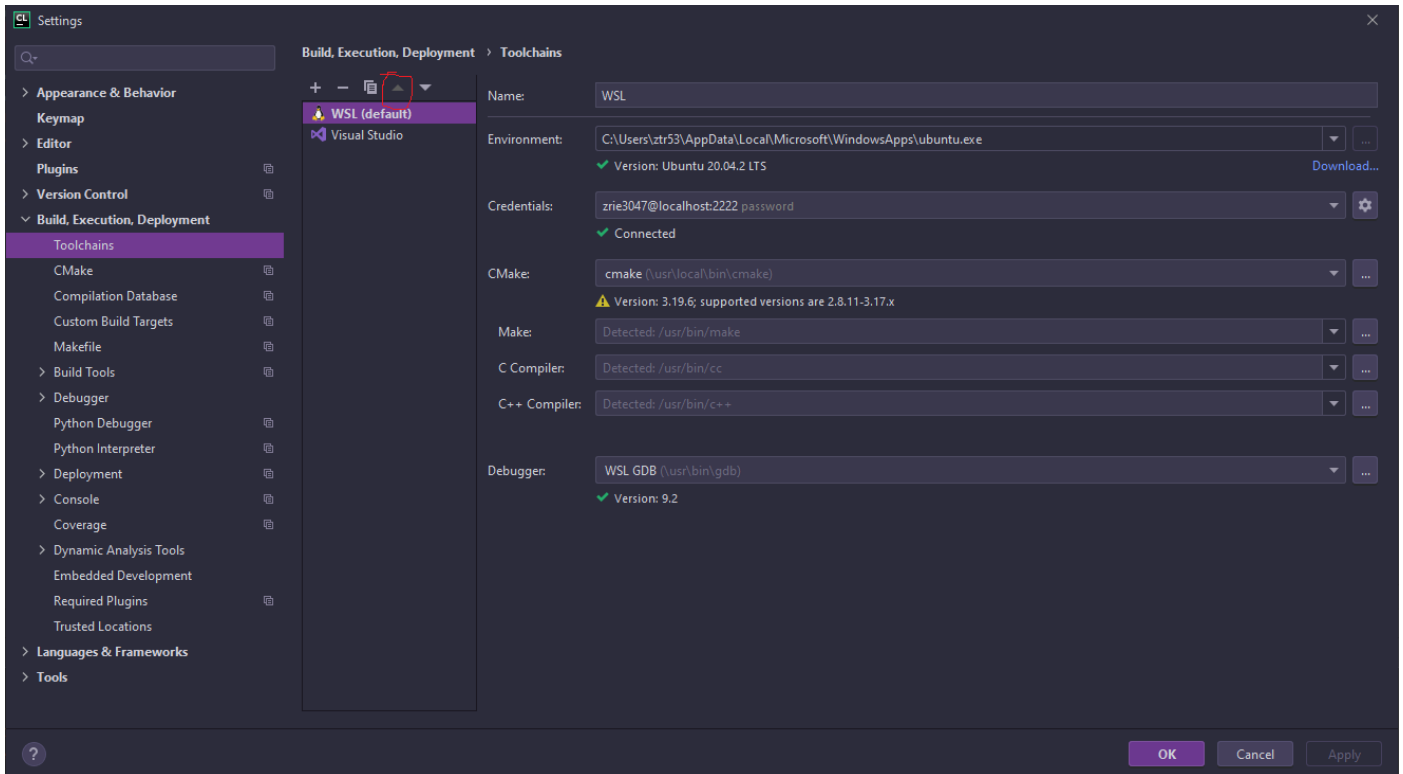 CL Settings
Build, Execution, Deployment › Toolchains
Appearance & Behavior
Keymap
Editor
Plugins
Version Control
Build, Execution, Deployment
Toolchains
CMake
Compilation Database
Custom Build Targets
Makefile
Build Tools
Debugger
Python Debugger
Python Interpreter
Deployment
Console
Coverage
Dynamic Analysis Tools
Embedded Development
Required Plugins
Trusted Locations
Languages & Frameworks
Tools
WSL (default)
Visual Studio
Name: WSL
Environment: C:\Users\ztr53\AppData\Local\Microsoft\WindowsApps\ubuntu.exe ...
Version: Ubuntu 20.04.2 LTS Download...
Credentials: zrie3047@localhost:2222 password
Connected
CMake: cmake (\usr\local\bin\cmake) ...
Version: 3.19.6; supported versions are 2.8.11-3.17.x
Make: Detected: /usr/bin/make ...
C Compiler: Detected: /usr/bin/cc ...
C++ Compiler: Detected: /usr/bin/c++ ...
Debugger: WSL GDB (\usr\bin\gdb) ...
Version: 9.2
? OK Cancel Apply